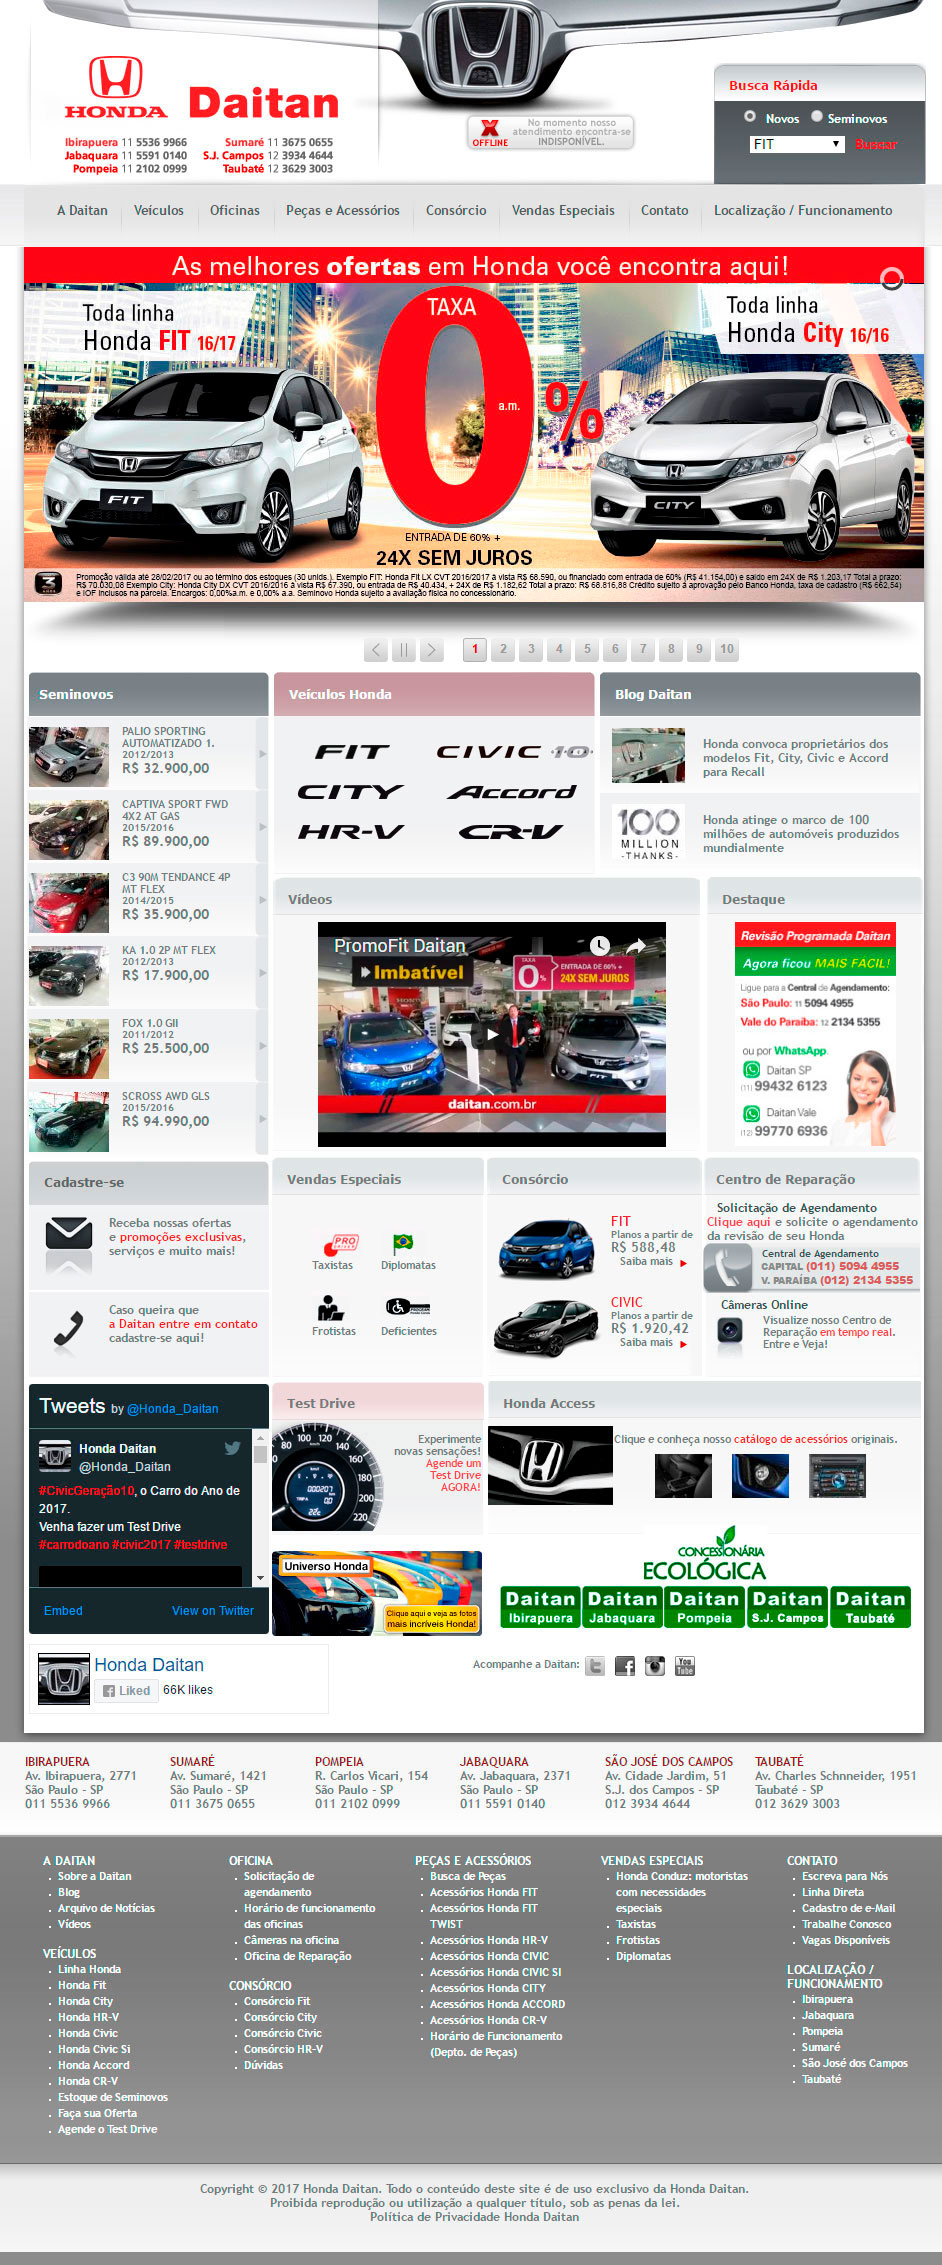 HONDA Daitan
Ibirapuera 11 5536 9966 Sumaré 11 3675 0655
Jabaquara 11 5591 0140 S.J. Campos 12 3934 4644
Pompeia 11 2102 0999 Taubaté 12 3629 3003
X OFFLINE
No momento nosso
atendimento encontra-se
INDISPONÍVEL.
Busca Rápida
Novos Seminovos
FIT Buscar
A Daitan Veículos Oficinas Peças e Acessórios Consórcio Vendas Especiais Contato Localização / Funcionamento
As melhores ofertas em Honda você encontra aqui!
Toda linha
Honda FIT 16/17
TAXA
0%
a.m.
Toda linha
Honda City 16/16
FIT
CITY
ENTRADA DE 60% +
24X SEM JUROS
Promoção válida até 28/02/2017 ou ao término dos estoques (30 unids.). Exemplo FIT: Honda Fit LX CVT 2016/2017 à vista R$ 68.590, ou financiado com entrada de 60% (R$ 41.154,00) e saldo em 24X de R$ 1.203,17 Total a prazo:
R$ 70.030,08 Exemplo City: Honda City DX CVT 2016/2016 à vista R$ 67.390, ou entrada de R$ 40.434, + 24X de R$ 1.182,62 Total a prazo: R$ 68.816,88 Crédito sujeito à aprovação pelo Banco Honda, taxa de cadastro (R$ 662,54)
e IOF inclusos na parcela. Encargos: 0,00%a.m. e 0,00% a.a. Seminovo Honda sujeito a avaliação física no concessionário.
1 2 3 4 5 6 7 8 9 10
Seminovos
PALIO SPORTING
AUTOMATIZADO 1.
2012/2013
R$ 32.900,00
CAPTIVA SPORT FWD
4X2 AT GAS
2015/2016
R$ 89.900,00
C3 90M TENDANCE 4P
MT FLEX
2014/2015
R$ 35.900,00
KA 1.0 2P MT FLEX
2012/2013
R$ 17.900,00
FOX 1.0 GII
2011/2012
R$ 25.500,00
SCROSS AWD GLS
2015/2016
R$ 94.990,00
Veículos Honda
FIT CIVIC 10
CITY Accord
HR-V CR-V
Blog Daitan
Honda convoca proprietários dos
modelos Fit, City, Civic e Accord
para Recall
100
MILLION
-THANKS-
Honda atinge o marco de 100
milhões de automóveis produzidos
mundialmente
Vídeos
PromoFit Daitan
Imbatível
TAXA 0%
ENTRADA DE 60% +
24X SEM JUROS
daitan.com.br
Destaque
Revisão Programada Daitan
Agora ficou MAIS FÁCIL!
Ligue para a Central de Agendamento:
São Paulo: 11 5094 4955
Vale do Paraíba: 12 2134 5355
ou por WhatsApp.
Daitan SP
(11) 99432 6123
Daitan Vale
(12) 99770 6936
Cadastre-se
Receba nossas ofertas
e promoções exclusivas,
serviços e muito mais!
Caso queira que
a Daitan entre em contato
cadastre-se aqui!
Vendas Especiais
PRO
Taxistas Diplomatas
Frotistas Deficientes
Consórcio
FIT
Planos a partir de
R$ 588,48
Saiba mais
CIVIC
Planos a partir de
R$ 1.920,42
Saiba mais
Centro de Reparação
Solicitação de Agendamento
Clique aqui e solicite o agendamento
da revisão de seu Honda
Central de Agendamento
CAPITAL (011) 5094 4955
V. PARAÍBA (012) 2134 5355
Câmeras Online
Visualize nosso Centro de
Reparação em tempo real.
Entre e Veja!
Tweets by @Honda_Daitan
Honda Daitan
@Honda_Daitan
#CivicGeração10, o Carro do Ano de
2017.
Venha fazer um Test Drive
#carrodoano #civic2017 #testdrive
Embed View on Twitter
Test Drive
80 100 120 140 160 180 200 220
000207
Experimente
novas sensações!
Agende um
Test Drive
AGORA!
Honda Access
Clique e conheça nosso catálogo de acessórios originais.
Universo Honda
Clique aqui e veja as fotos
mais incríveis Honda!
CONCESSIONÁRIA
ECOLÓGICA
Daitan Daitan Daitan Daitan Daitan
Ibirapuera Jabaquara Pompeia S.J. Campos Taubaté
Honda Daitan
Liked 66K likes
Acompanhe a Daitan:
You Tube
IBIRAPUERA
Av. Ibirapuera, 2771
São Paulo - SP
011 5536 9966
SUMARÉ
Av. Sumaré, 1421
São Paulo - SP
011 3675 0655
POMPEIA
R. Carlos Vicari, 154
São Paulo - SP
011 2102 0999
JABAQUARA
Av. Jabaquara, 2371
São Paulo - SP
011 5591 0140
SÃO JOSÉ DOS CAMPOS
Av. Cidade Jardim, 51
S.J. dos Campos - SP
012 3934 4644
TAUBATÉ
Av. Charles Schnneider, 1951
Taubaté - SP
012 3629 3003
A DAITAN
Sobre a Daitan
Blog
Arquivo de Notícias
Vídeos
VEÍCULOS
Linha Honda
Honda Fit
Honda City
Honda HR-V
Honda Civic
Honda Civic Si
Honda Accord
Honda CR-V
Estoque de Seminovos
Faça sua Oferta
Agende o Test Drive
OFICINA
Solicitação de
agendamento
Horário de funcionamento
das oficinas
Câmeras na oficina
Oficina de Reparação
CONSÓRCIO
Consórcio Fit
Consórcio City
Consórcio Civic
Consórcio HR-V
Dúvidas
PEÇAS E ACESSÓRIOS
Busca de Peças
Acessórios Honda FIT
Acessórios Honda FIT
TWIST
Acessórios Honda HR-V
Acessórios Honda CIVIC
Acessórios Honda CIVIC SI
Acessórios Honda CITY
Acessórios Honda ACCORD
Acessórios Honda CR-V
Horário de Funcionamento
(Depto. de Peças)
VENDAS ESPECIAIS
Honda Conduz: motoristas
com necessidades
especiais
Taxistas
Frotistas
Diplomatas
CONTATO
Escreva para Nós
Linha Direta
Cadastro de e-Mail
Trabalhe Conosco
Vagas Disponíveis
LOCALIZAÇÃO /
FUNCIONAMENTO
Ibirapuera
Jabaquara
Pompeia
Sumaré
São José dos Campos
Taubaté
Copyright © 2017 Honda Daitan. Todo o conteúdo deste site é de uso exclusivo da Honda Daitan.
Proibida reprodução ou utilização a qualquer título, sob as penas da lei.
Política de Privacidade Honda Daitan